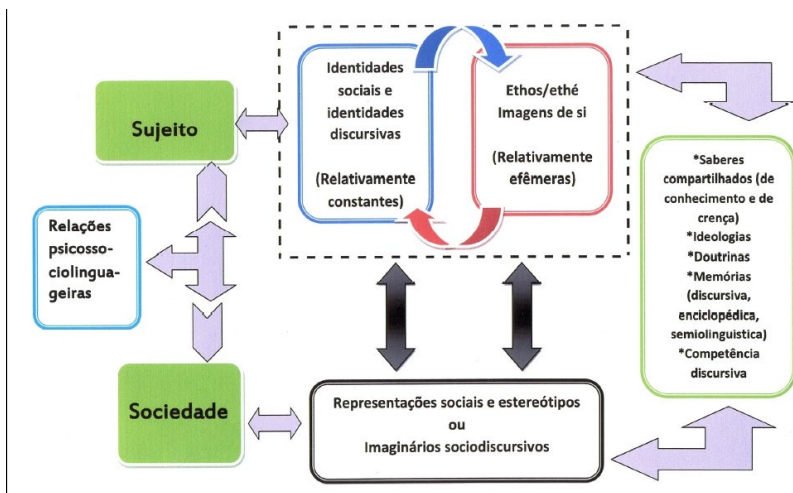 Sujeito
Identidades
sociais e
identidades
discursivas
(Relativamente
constantes)
Ethos/ethé
Imagens de si
(Relativamente
efêmeras)
*Saberes
compartilhados (de
conhecimento e de
crença)
*Ideologias
*Doutrinas
*Memórias
(discursiva,
enciclopédica,
semiolinguistica)
*Competência
discursiva
Relações
psicosso-
ciolingua-
geiras
Sociedade
Representações sociais e estereótipos
ou
Imaginários sociodiscursivos